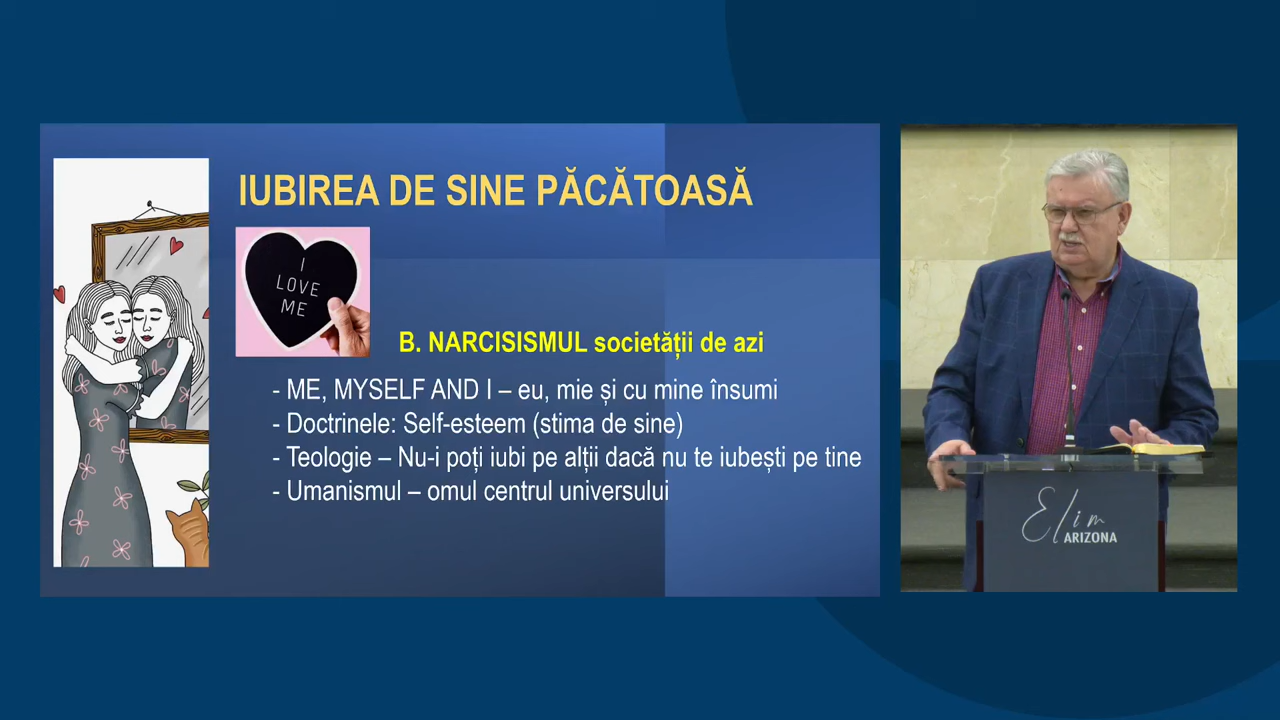 IUBIREA DE SINE PĂCĂTOASĂ
I
LOVE
ME
B. NARCISISMUL societății de azi
- ME, MYSELF AND I – eu, mie și cu mine însumi
- Doctrinele: Self-esteem (stima de sine)
- Teologie – Nu-i poți iubi pe alții dacă nu te iubești pe tine
- Umanismul – omul centrul universului
Elim
ARIZONA